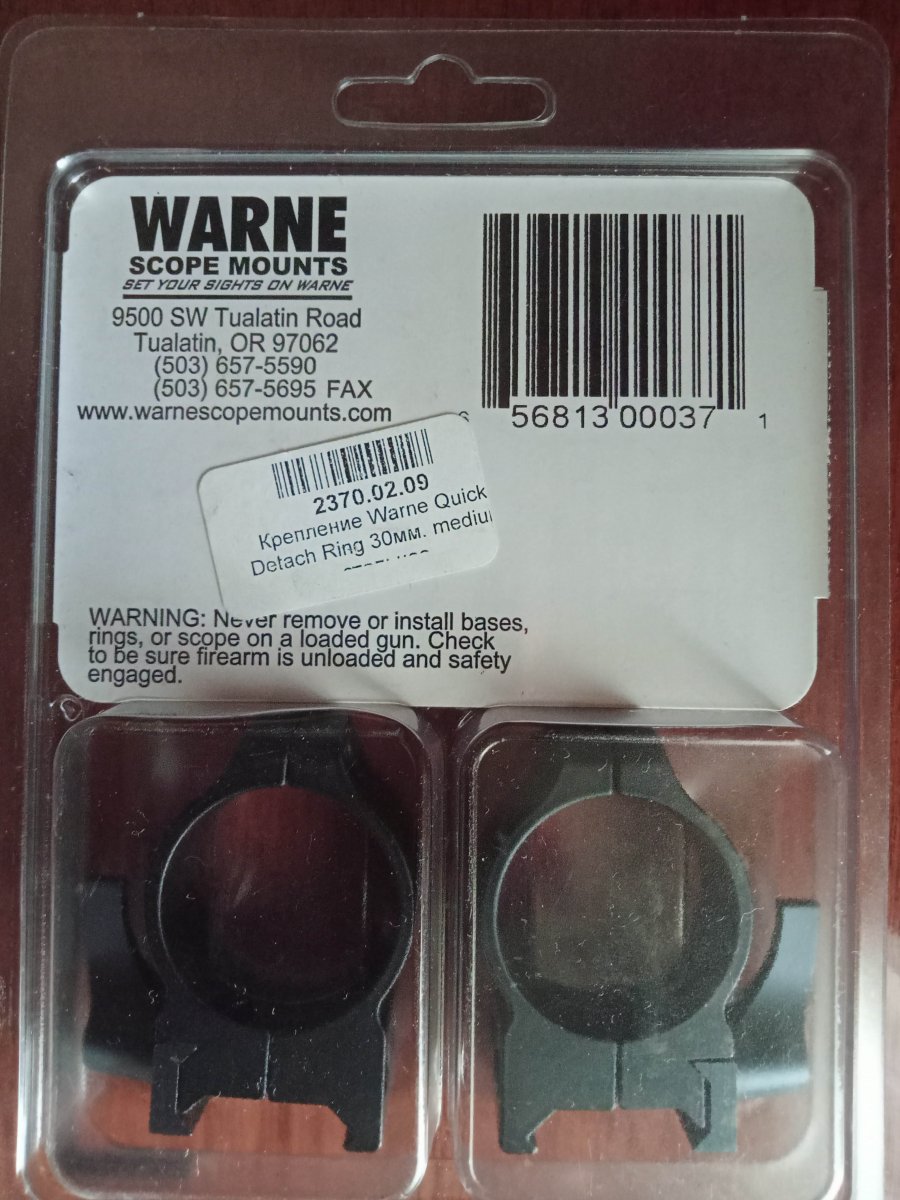 WARNE
SCOPE MOUNTS
SET YOUR SIGHTS ON WARNE
9500 SW Tualatin Road
Tualatin, OR 97062
(503) 657-5590
(503) 657-5695 FAX
www.warnescopemounts.com
6 56813 00037 1
2370.02.09
Крепление Warne Quick
Detach Ring 30мм. medium
WARNING: Never remove or install bases,
rings, or scope on a loaded gun. Check
to be sure firearm is unloaded and safety
engaged.